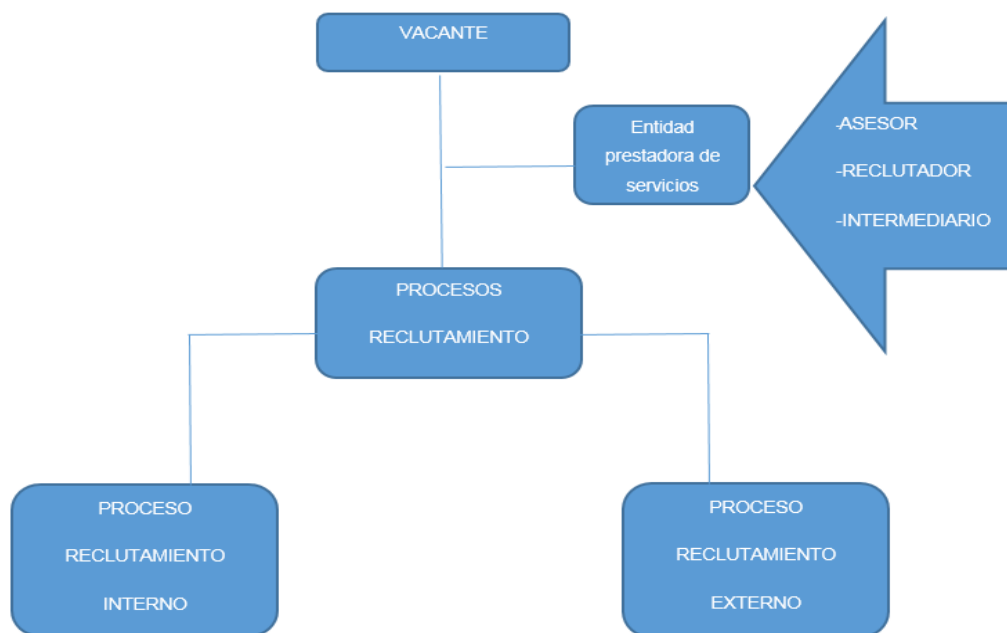 VACANTE
Entidad
prestadora de
servicios
-ASESOR
-RECLUTADOR
-INTERMEDIARIO
PROCESOS
RECLUTAMIENTO
PROCESO
RECLUTAMIENTO
INTERNO
PROCESO
RECLUTAMIENTO
EXTERNO